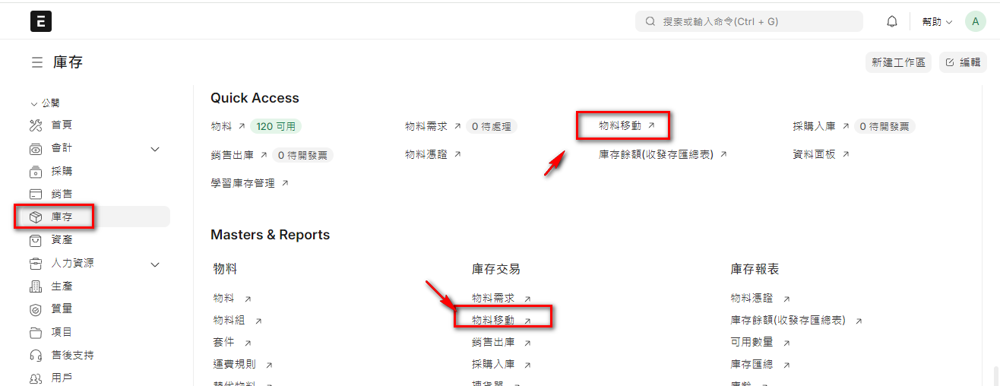 E
搜索或輸入命令(Ctrl + G)
幫助
A
庫存
新建工作區
編輯
公開
首頁
會計
採購
銷售
庫存
資產
人力資源
生產
質量
項目
售後支持
用戶
Quick Access
物料 120 可用
物料需求 0 待處理
物料移動
採購入庫 0 待開發票
銷售出庫 0 待開發票
物料憑證
庫存餘額(收發存匯總表)
資料面板
學習庫存管理
Masters & Reports
物料
物料
物料組
套件
運費規則
替代物料
庫存交易
物料需求
物料移動
銷售出庫
採購入庫
庫存報表
物料憑證
庫存餘額(收發存匯總表)
可用數量
庫存匯總
庫齡